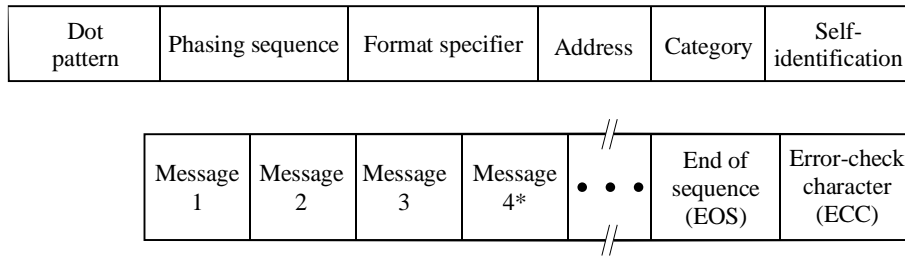 Dot
pattern
Phasing sequence
Format specifier
Address
Category
Self-
identification
Message
1
Message
2
Message
3
Message
4*
• • •
End of
sequence
(EOS)
Error-check
character
(ECC)